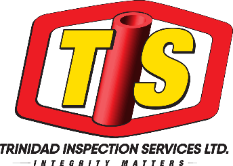 TIS
TRINIDAD INSPECTION SERVICES LTD.
INTEGRITY MATTERS